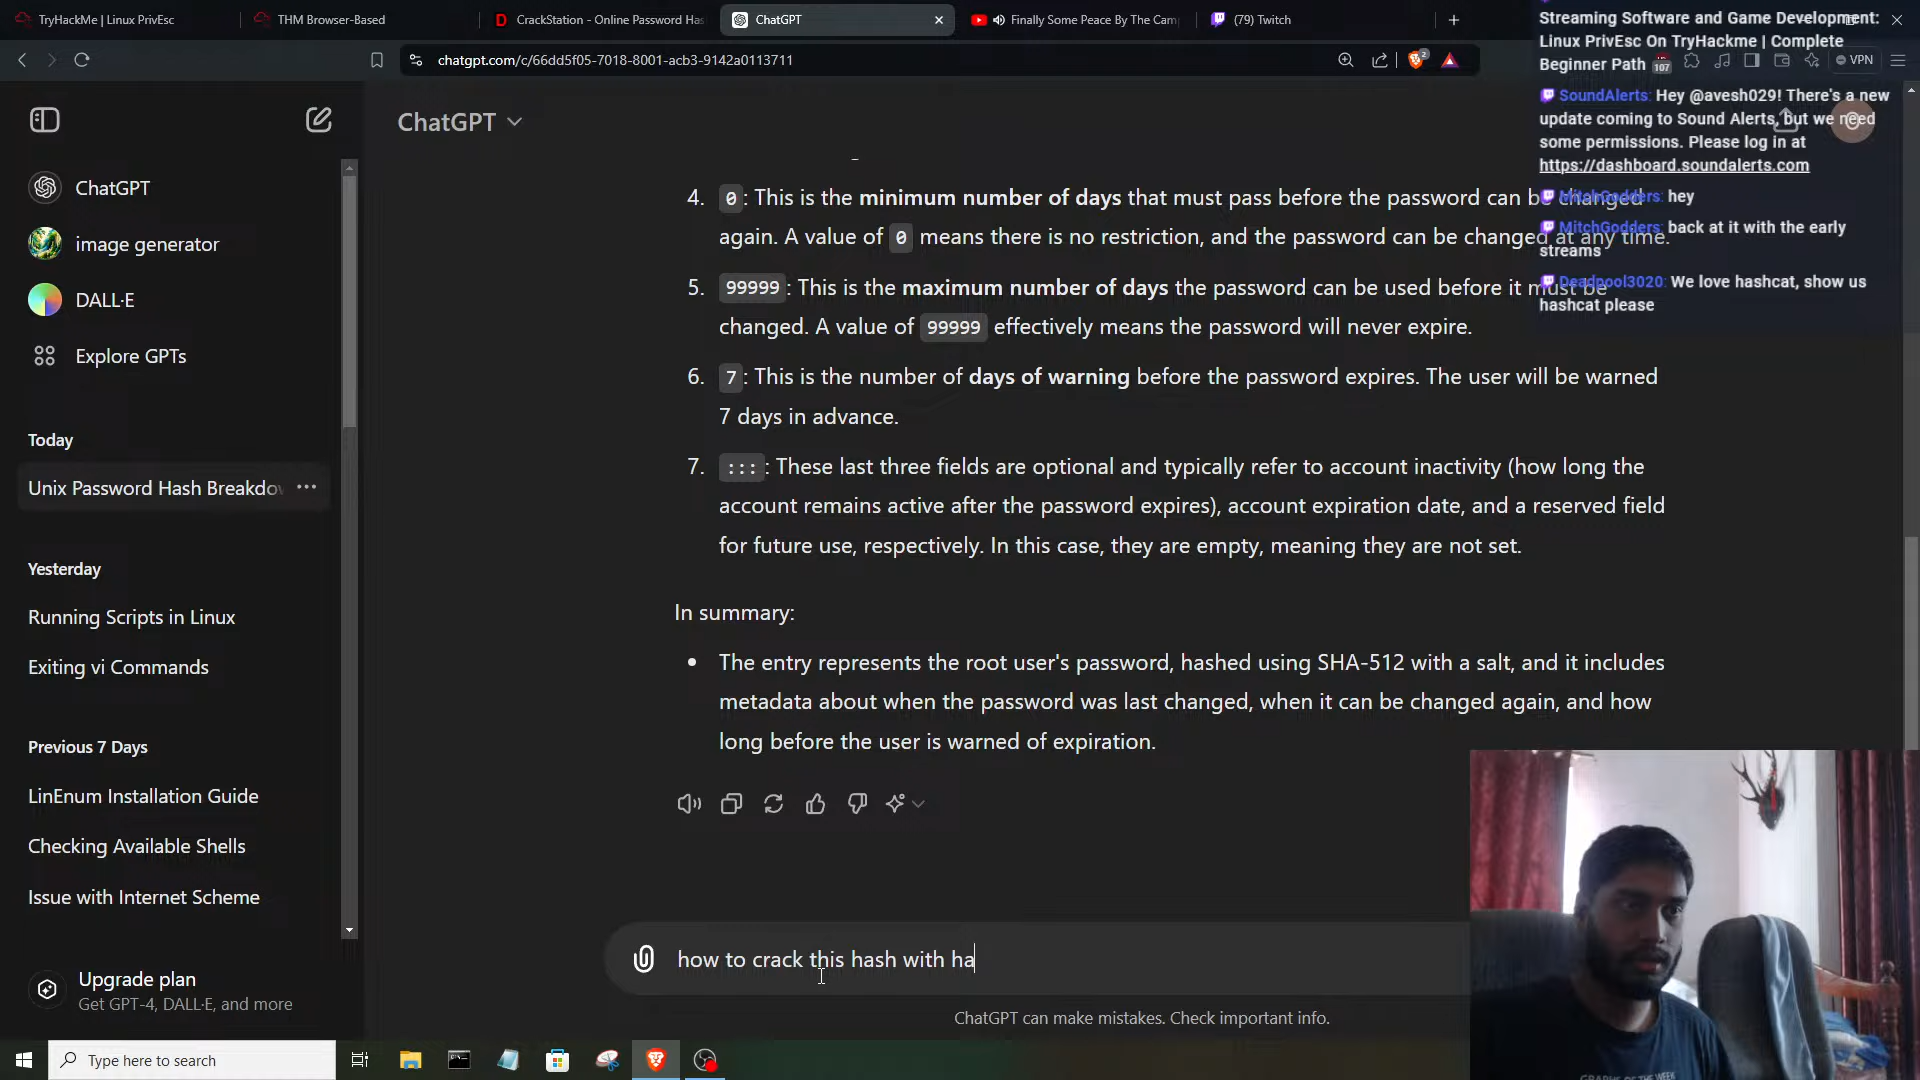 TryHackMe | Linux PrivEsc
THM Browser-Based
CrackStation - Online Password Has
ChatGPT
Finally Some Peace By The Cam
(79) Twitch
chatgpt.com/c/66dd5f05-7018-8001-acb3-9142a0113711
2
107
VPN
Streaming Software and Game Development:
Linux PrivEsc On TryHackme | Complete
Beginner Path
SoundAlerts: Hey @avesh029! There's a new
update coming to Sound Alerts, but we need
some permissions. Please log in at
https://dashboard.soundalerts.com
MitchGodders: hey
MitchGodders: back at it with the early
streams
Deadpool3020: We love hashcat, show us
hashcat please
ChatGPT
image generator
DALL·E
Explore GPTs
Today
Unix Password Hash Breakdov
Yesterday
Running Scripts in Linux
Exiting vi Commands
Previous 7 Days
LinEnum Installation Guide
Checking Available Shells
Issue with Internet Scheme
Upgrade plan
Get GPT-4, DALL·E, and more
ChatGPT
4. 0: This is the minimum number of days that must pass before the password can be changed
again. A value of 0 means there is no restriction, and the password can be changed at any time.
5. 99999: This is the maximum number of days the password can be used before it must be
changed. A value of 99999 effectively means the password will never expire.
6. 7: This is the number of days of warning before the password expires. The user will be warned
7 days in advance.
7. :::: These last three fields are optional and typically refer to account inactivity (how long the
account remains active after the password expires), account expiration date, and a reserved field
for future use, respectively. In this case, they are empty, meaning they are not set.
In summary:
• The entry represents the root user's password, hashed using SHA-512 with a salt, and it includes
metadata about when the password was last changed, when it can be changed again, and how
long before the user is warned of expiration.
how to crack this hash with ha
ChatGPT can make mistakes. Check important info.
Type here to search